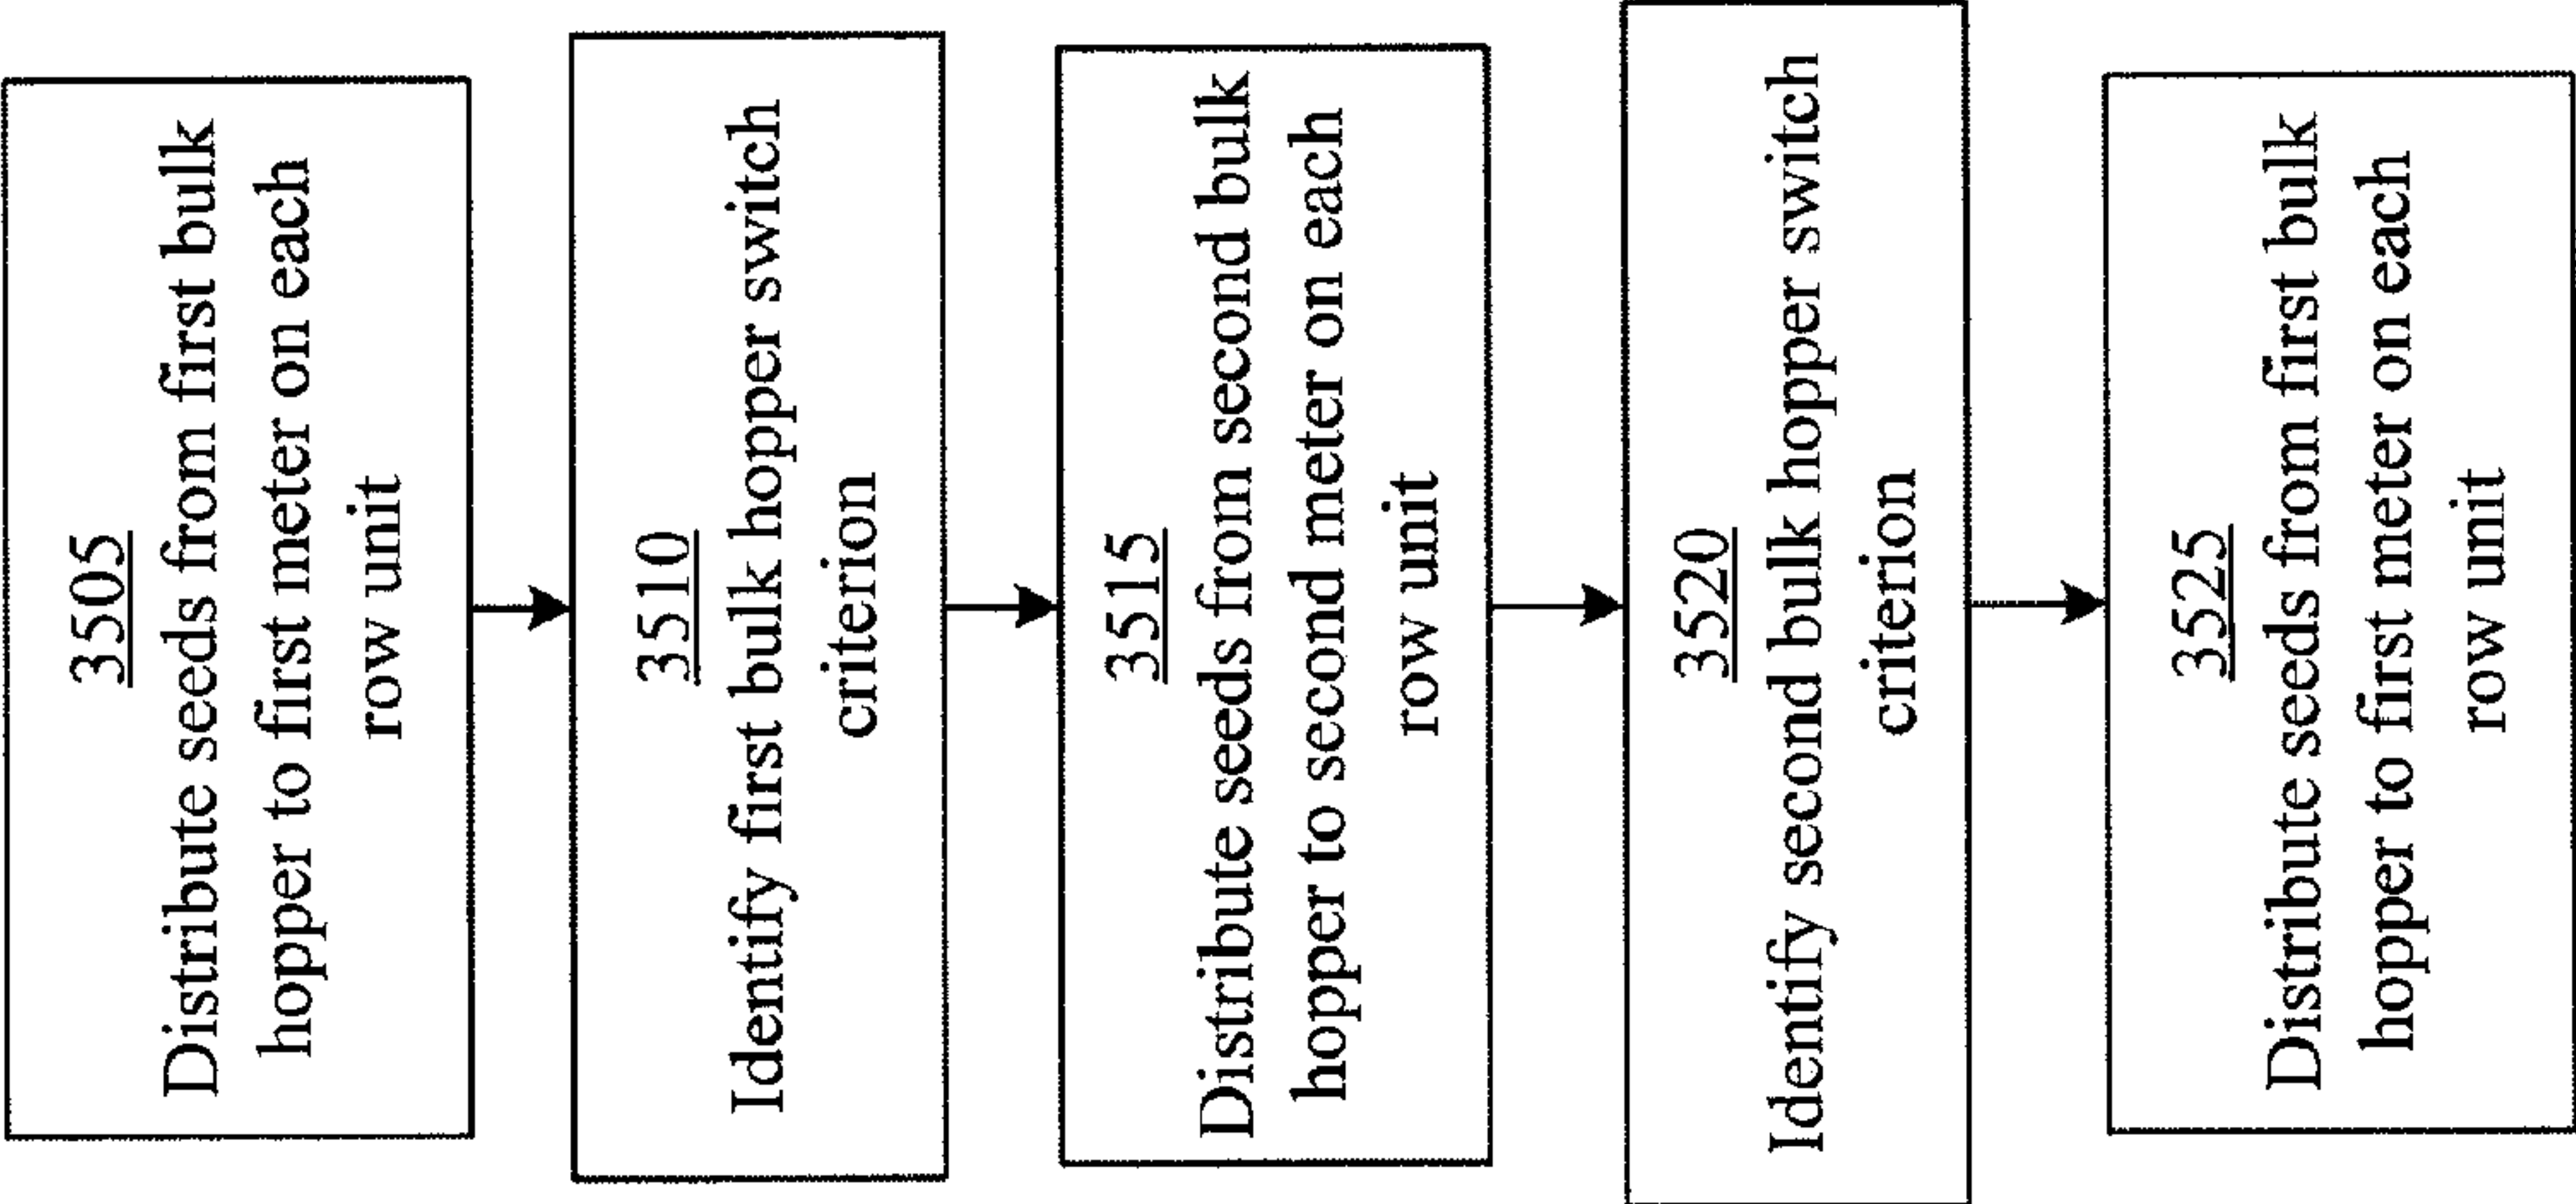 3505
Distribute seeds from first bulk
hopper to first meter on each
row unit
3510
Identify first bulk hopper switch
criterion
3515
Distribute seeds from second bulk
hopper to second meter on each
row unit
3520
Identify second bulk hopper switch
criterion
3525
Distribute seeds from first bulk
hopper to first meter on each
row unit